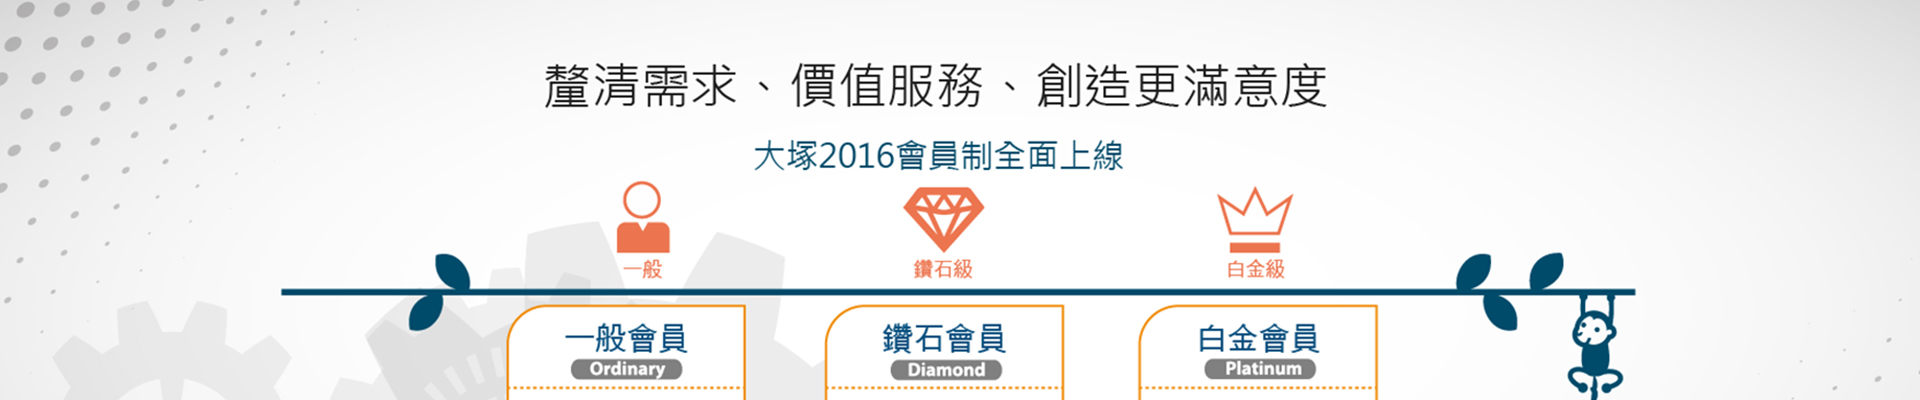 釐清需求、價值服務、創造更滿意度
大塚2016會員制全面上線
一般
鑽石級
白金級
一般會員
Ordinary
鑽石會員
Diamond
白金會員
Platinum